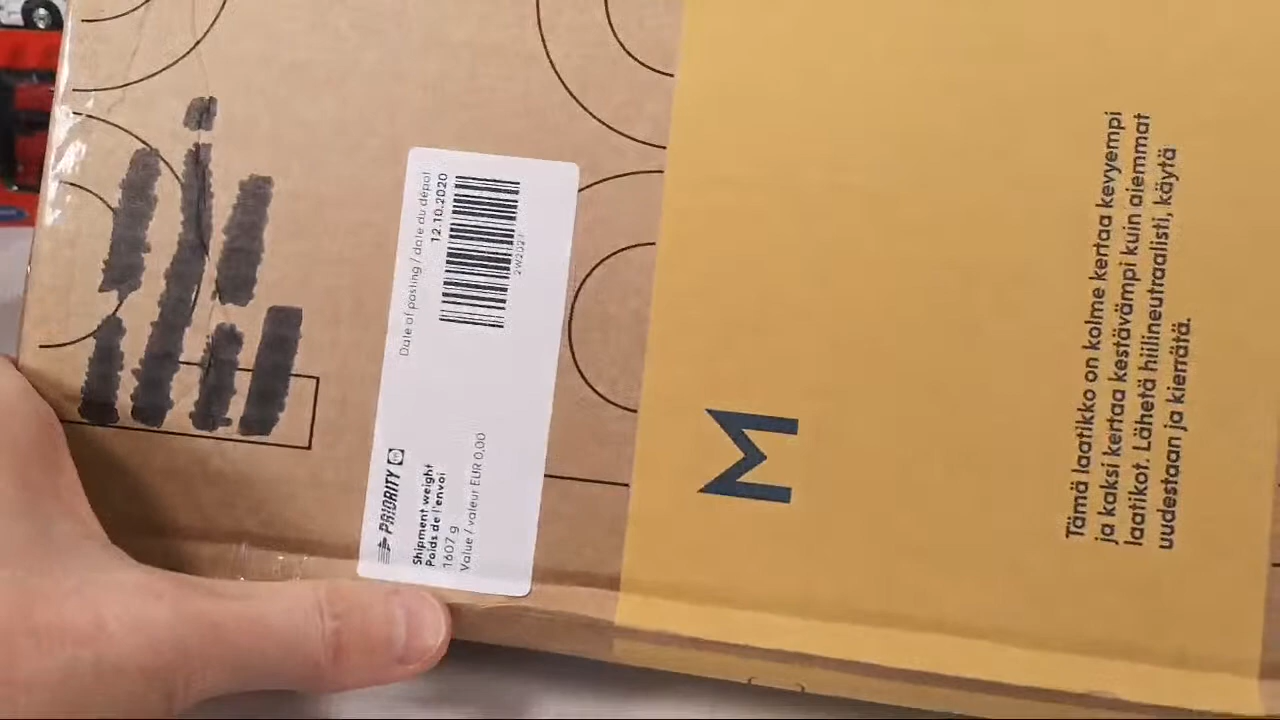 Date of posting / date du dépôt
12.10.2020
2W2021
PRIORITY
Shipment weight
Poids de l'envoi
1607 g
Value / valeur EUR 0,00
M
Tämä laatikko on kolme kertaa kevyempi
ja kaksi kertaa kestävämpi kuin aiemmat
laatikot. Lähetä hiilineutraalisti, käytä
uudestaan ja kierrätä.